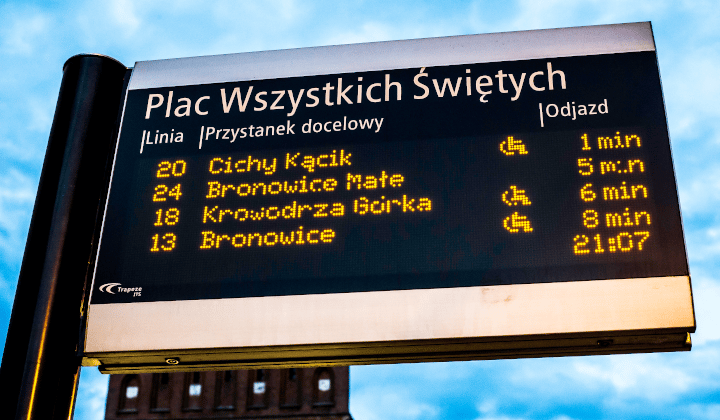 Plac Wszystkich Świętych
Linia Przystanek docelowy Odjazd
20 Cichy Kącik 1 min
24 Bronowice Małe 5 min
18 Krowodrza Górka 6 min
13 Bronowice 8 min
21:07
Trapeze
ITS